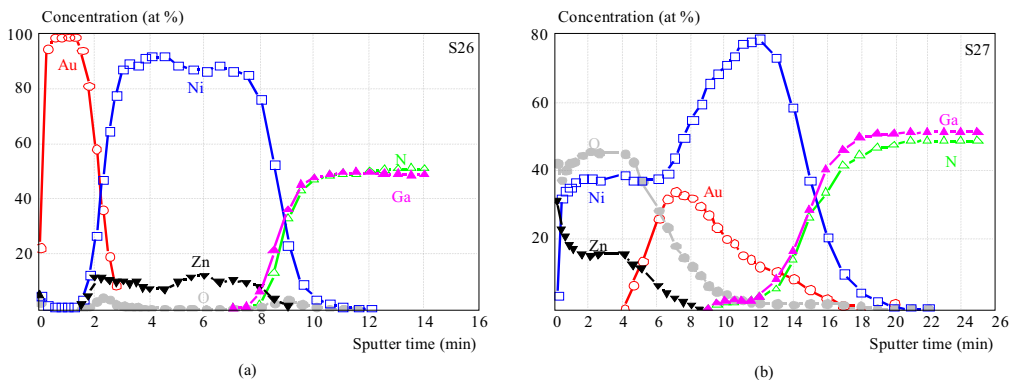 Concentration (at %)
S26
100
80
60
40
20
Au
Ni
Zn
O
N
Ga
0 2 4 6 8 10 12 14 16
Sputter time (min)
(a)
Concentration (at %)
S27
80
60
40
20
O
Ni
Zn
Au
Ga
N
0 2 4 6 8 10 12 14 16 18 20 22 25 26
Sputter time (min)
(b)